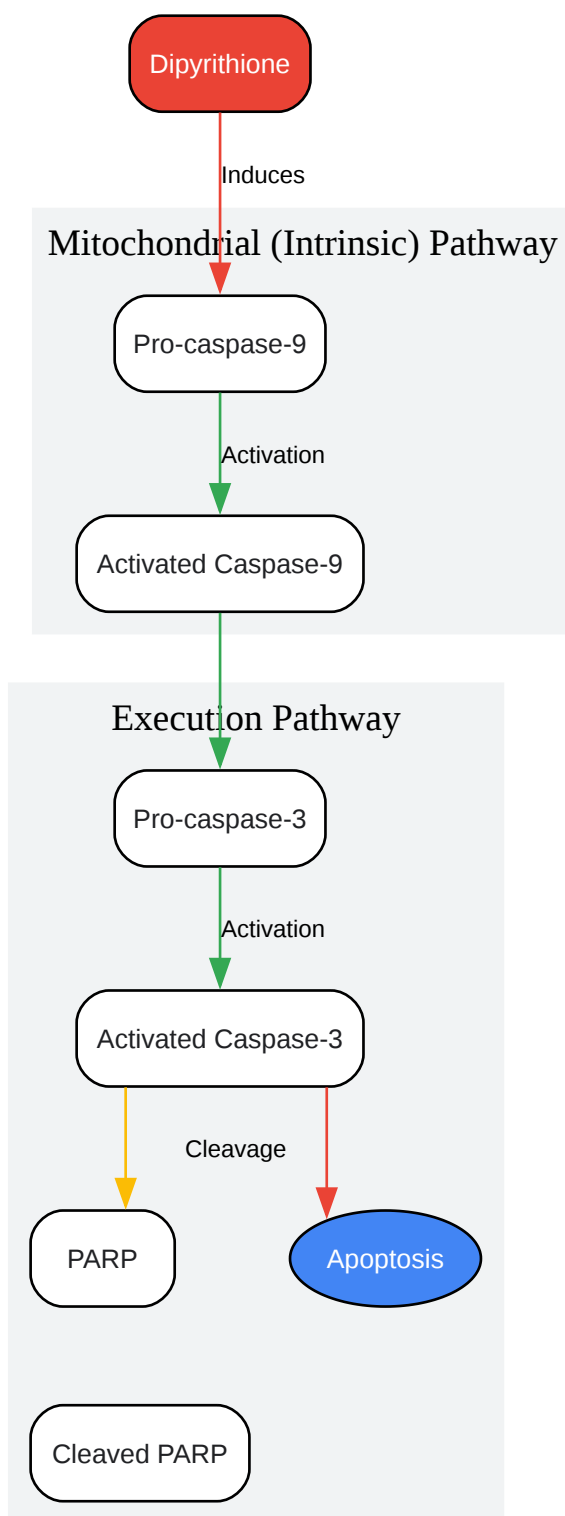 Dipyrithione
Induces
Mitochondrial (Intrinsic) Pathway
Pro-caspase-9
Activation
Activated Caspase-9
Execution Pathway
Pro-caspase-3
Activation
Activated Caspase-3
Cleavage
PARP
Apoptosis
Cleaved PARP